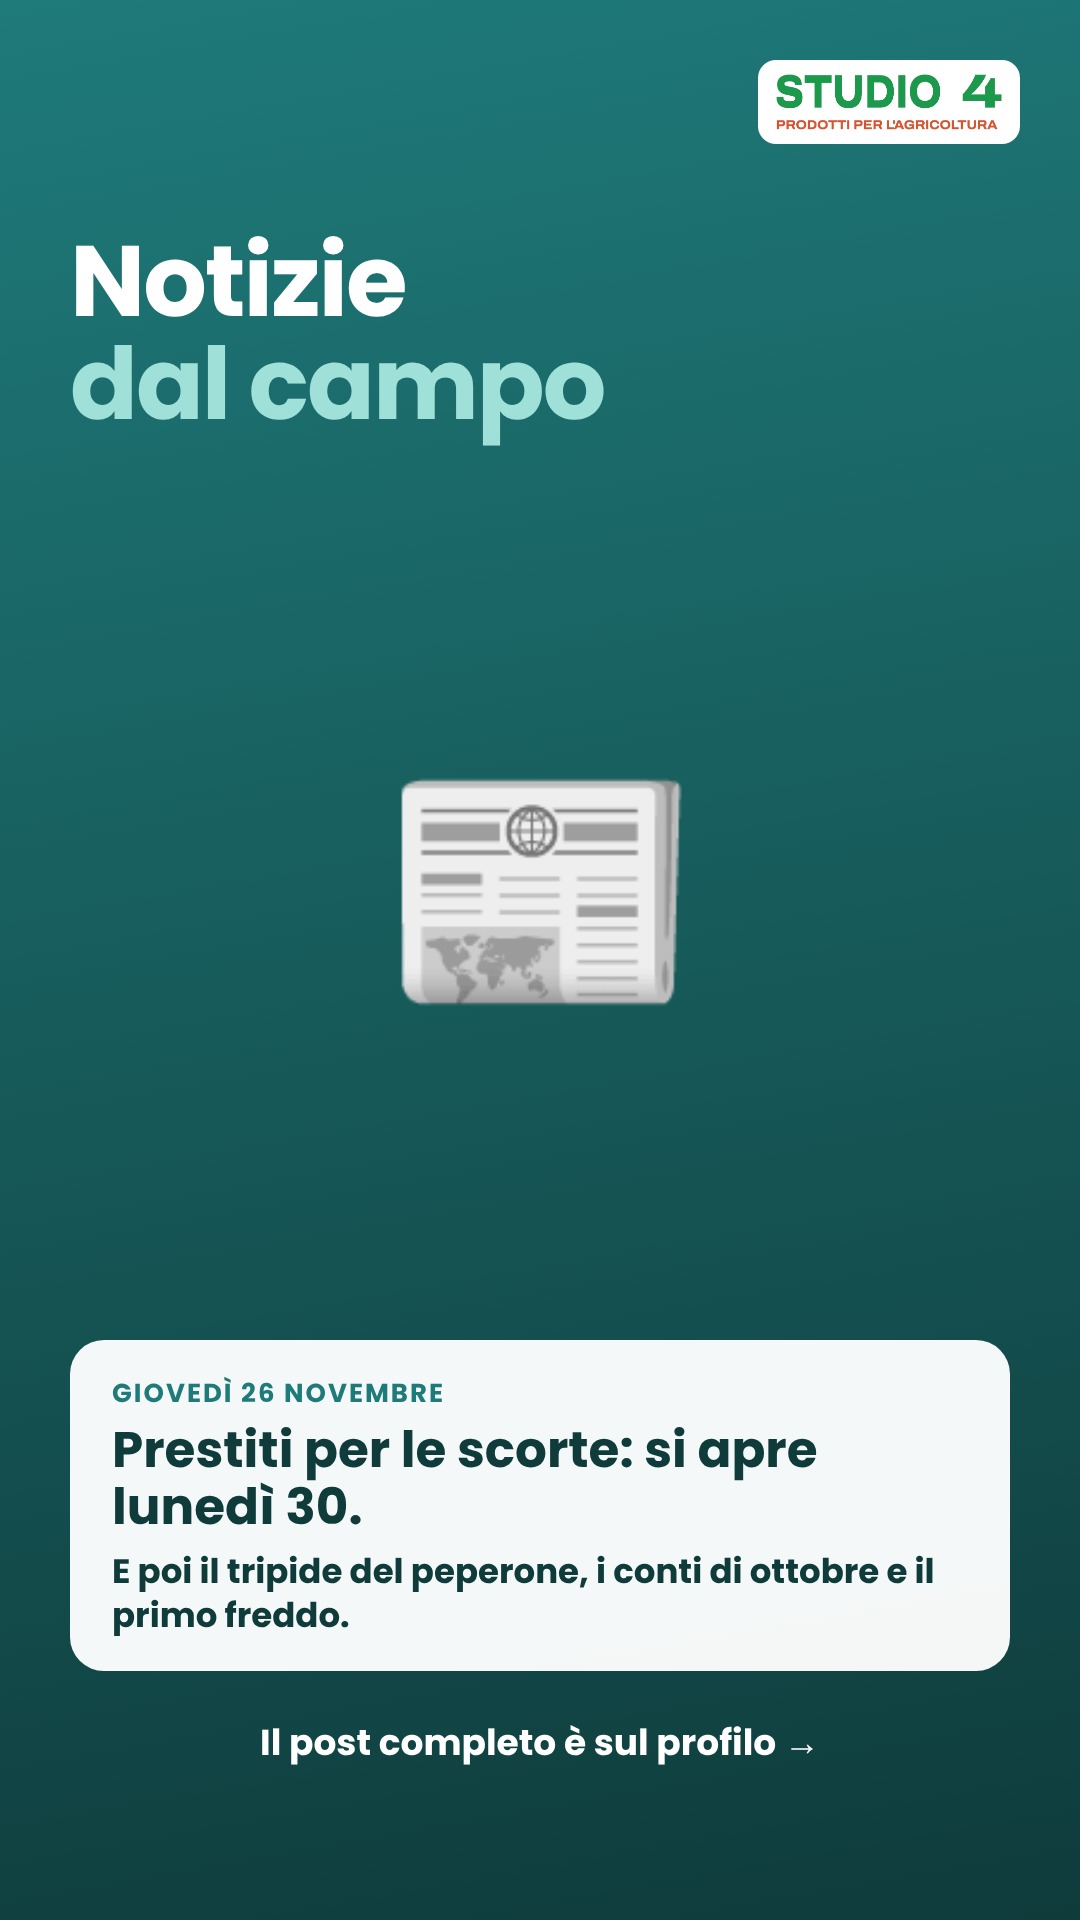 STUDIO 4
PRODOTTI PER L'AGRICOLTURA
Notizie
dal campo
GIOVEDÌ 26 NOVEMBRE
Prestiti per le scorte: si apre
lunedì 30.
E poi il tripide del peperone, i conti di ottobre e il
primo freddo.
Il post completo è sul profilo →